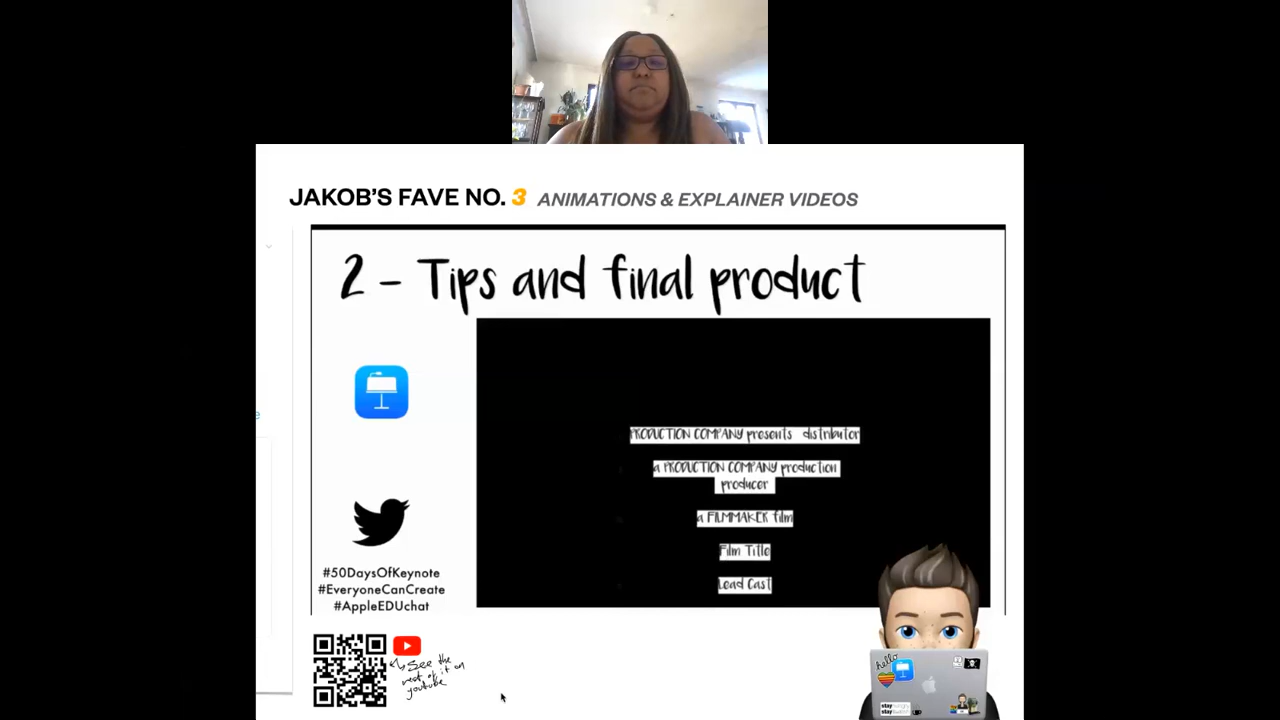 JAKOB'S FAVE NO. 3 ANIMATIONS & EXPLAINER VIDEOS
2 - Tips and final product
PRODUCTION COMPANY presents distributor
a PRODUCTION COMPANY production
producer
a FILMMAKER film
Film Title
Lead Cast
#50DaysOfKeynote
#EveryoneCanCreate
#AppleEDUchat
See the
rest of it on
youtube
hello